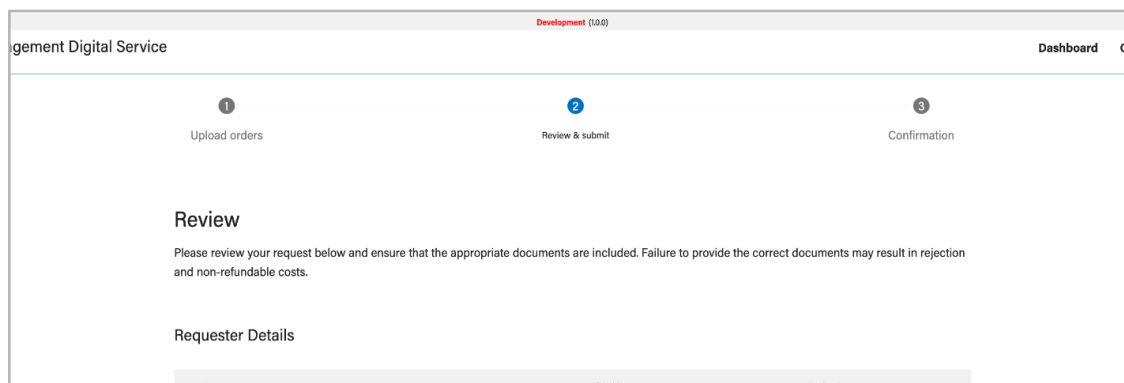 Development (1.0.0)
gement Digital Service
Dashboard
1
2
3
Upload orders
Review & submit
Confirmation
Review
Please review your request below and ensure that the appropriate documents are included. Failure to provide the correct documents may result in rejection
and non-refundable costs.
Requester Details